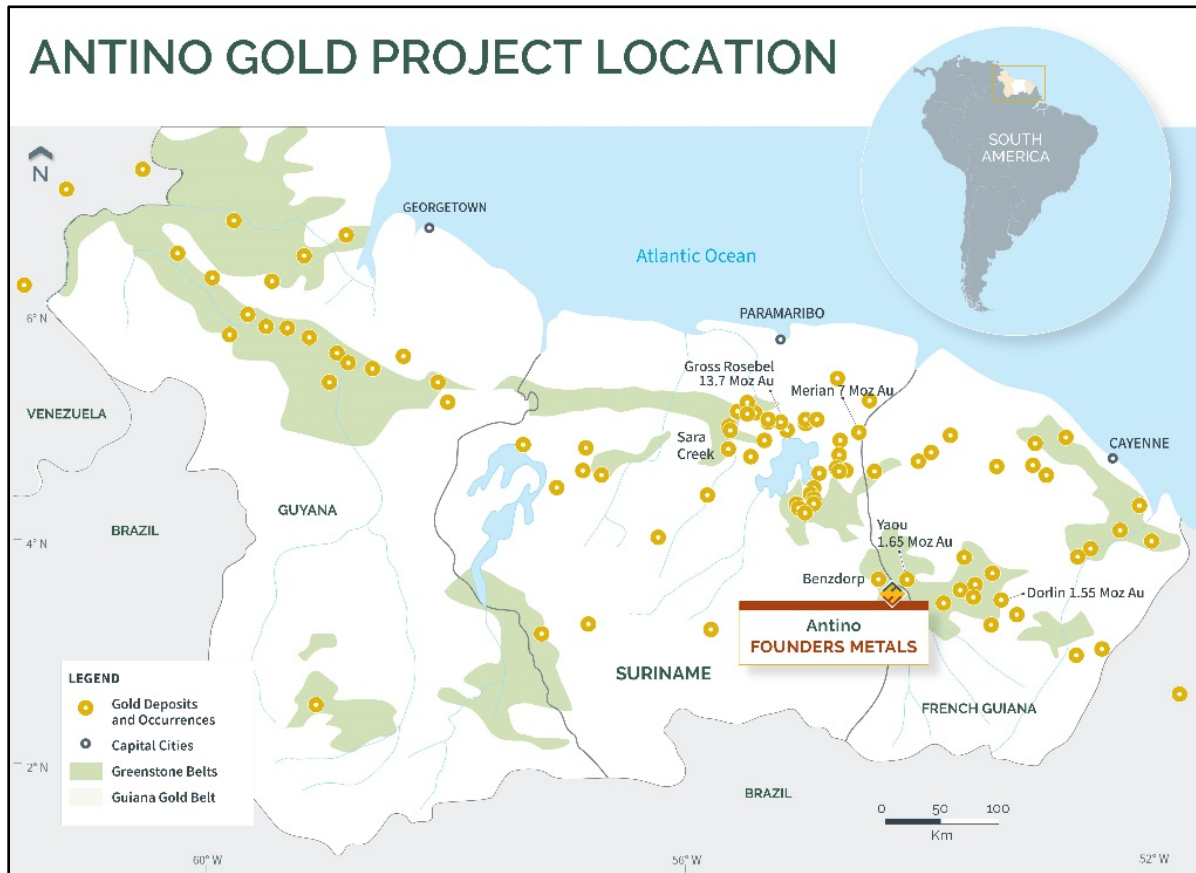 ANTINO GOLD PROJECT LOCATION
SOUTH
AMERICA
N
GEORGETOWN
Atlantic Ocean
6° N
PARAMARIBO
Gross Rosebel
13.7 Moz Au
Merian 7 Moz Au
VENEZUELA
Sara
Creek
CAYENNE
GUYANA
BRAZIL
4° N
Yaou
1.65 Moz Au
Benzdorp
Dorlin 1.55 Moz Au
Antino
FOUNDERS METALS
SURINAME
FRENCH GUIANA
LEGEND
Gold Deposits
and Occurrences
Capital Cities
Greenstone Belts
Guiana Gold Belt
2° N
BRAZIL
0 50 100
Km
60° W
56° W
52° W